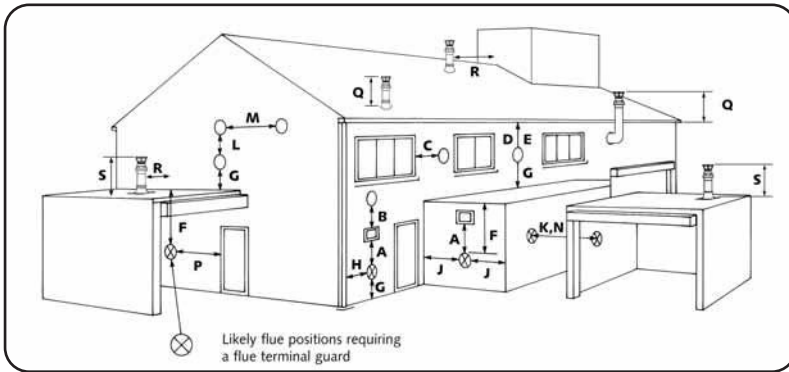 Q
R
Q
M
L
C
D
E
S
R
G
G
S
B
F
A
F
K,N
A
P
H
J
J
G
Likely flue positions requiring
a flue terminal guard